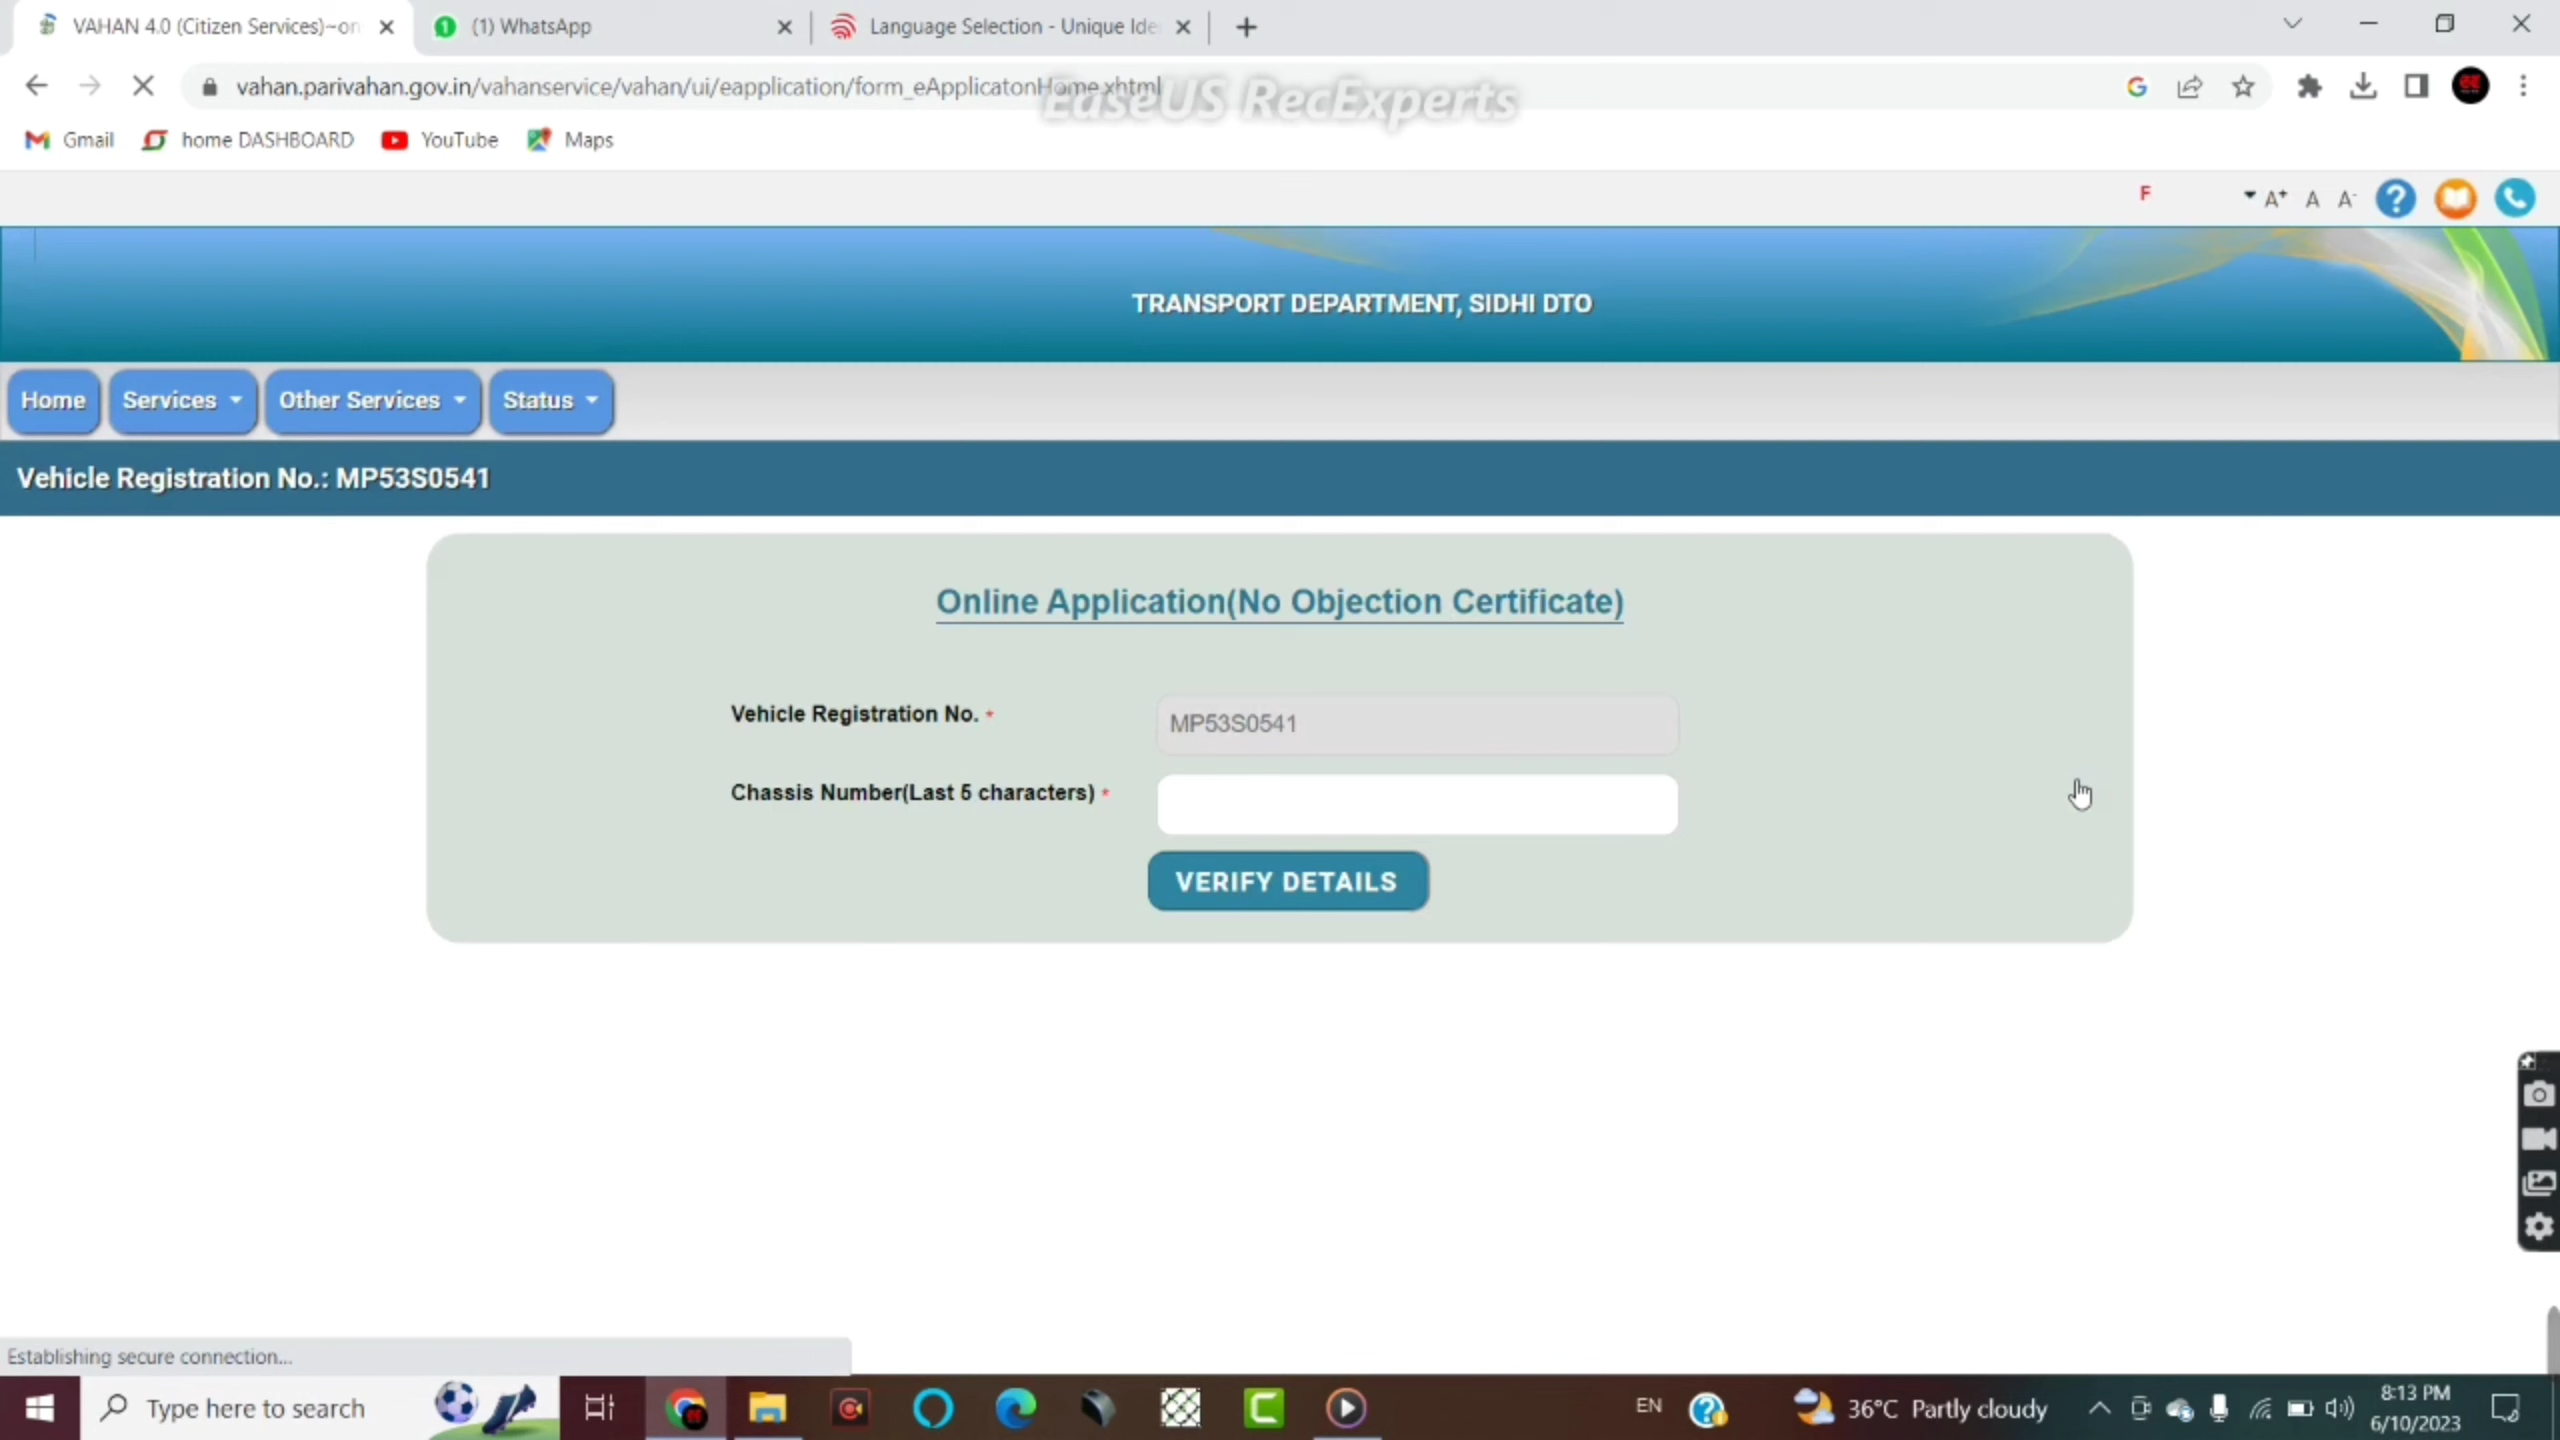 VAHAN 4.0 (Citizen Services)~on
(1) WhatsApp
Language Selection - Unique Ide
vahan.parivahan.gov.in/vahanservice/vahan/ui/eapplication/form_eApplicatonHome.xhtml
EaseUS RecExperts
Gmail
home DASHBOARD
YouTube
Maps
F
A+ A A-
TRANSPORT DEPARTMENT, SIDHI DTO
Home
Services
Other Services
Status
Vehicle Registration No.: MP53S0541
Online Application(No Objection Certificate)
Vehicle Registration No. *
MP53S0541
Chassis Number(Last 5 characters) *
VERIFY DETAILS
Establishing secure connection...
Type here to search
EN
36°C Partly cloudy
8:13 PM
6/10/2023